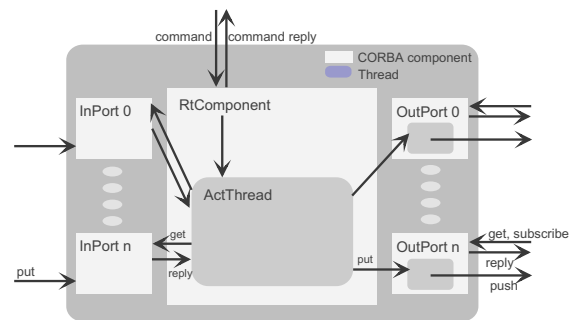 command
command reply
CORBA component
Thread
InPort 0
RtComponent
OutPort 0
ActThread
InPort n
get
reply
put
put
OutPort n
get, subscribe
reply
push